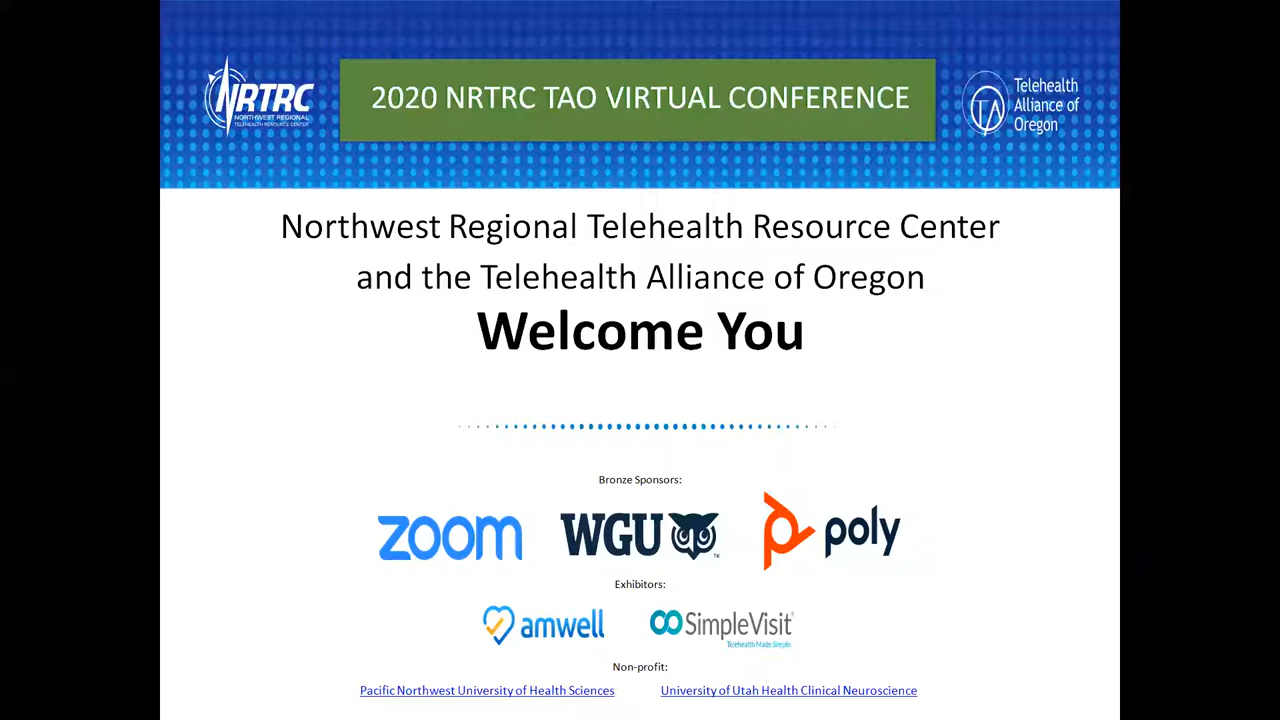 NRTRC
NORTHWEST REGIONAL
TELEHEALTH RESOURCE CENTER
2020 NRTRC TAO VIRTUAL CONFERENCE
TA
Telehealth
Alliance of
Oregon
Northwest Regional Telehealth Resource Center
and the Telehealth Alliance of Oregon
Welcome You
Bronze Sponsors:
zoom
WGU
TM
poly
Exhibitors:
amwell
SimpleVisit
Telehealth Made Simple.
Non-profit:
Pacific Northwest University of Health Sciences
University of Utah Health Clinical Neuroscience